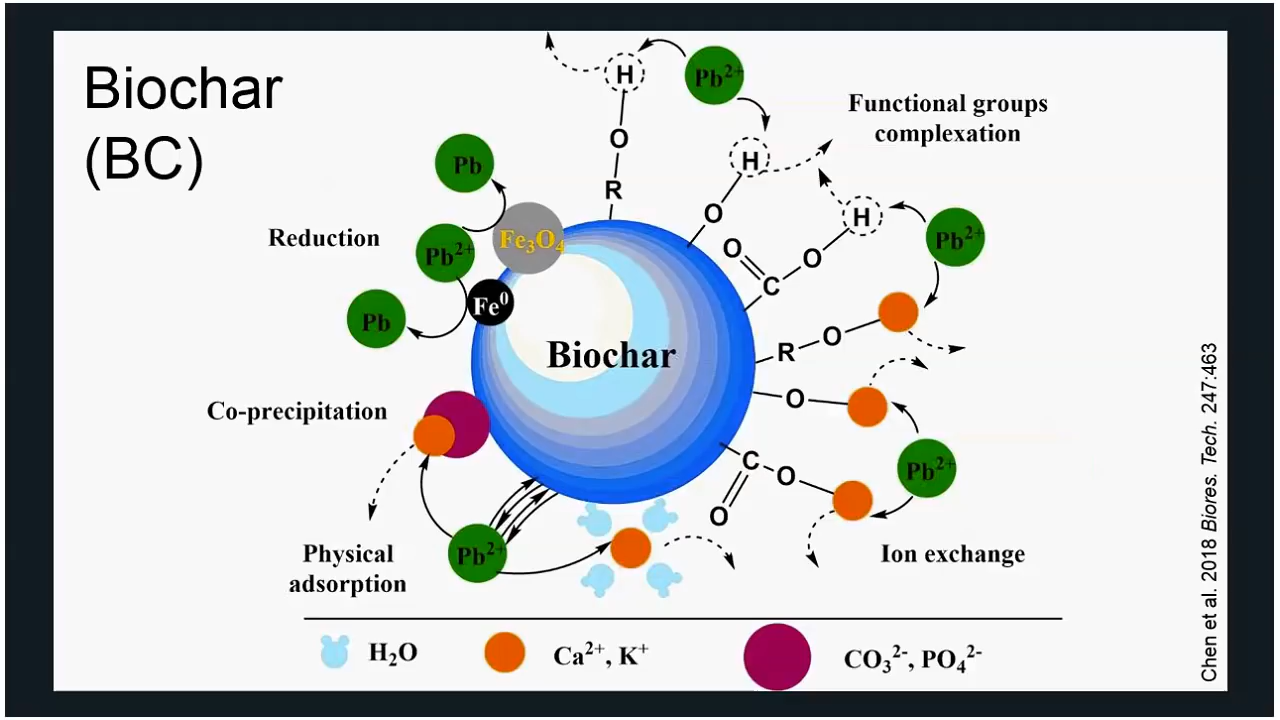 Biochar
(BC)
H
Pb²⁺
Functional groups
complexation
O
H
Pb
R
O
H
Reduction
Fe₃O₄
Pb²⁺
O
O
Pb²⁺
C
Fe⁰
Pb
O
R
Biochar
O
Co-precipitation
C
O
Pb²⁺
O
Physical
adsorption
Pb²⁺
Ion exchange
H₂O
Ca²⁺, K⁺
CO₃²⁻, PO₄²⁻
Chen et al. 2018 Biores. Tech. 247:463